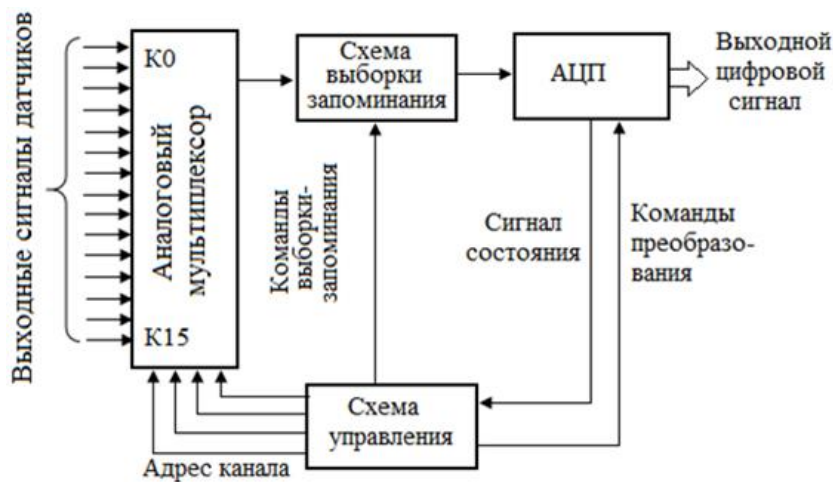 Выходные сигналы датчиков
К0
Аналоговый
мультиплексор
К15
Схема
выборки
запоминания
АЦП
Выходной
цифровой
сигнал
Команды
выборки-
запоминания
Сигнал
состояния
Команды
преобразо-
вания
Схема
управления
Адрес канала